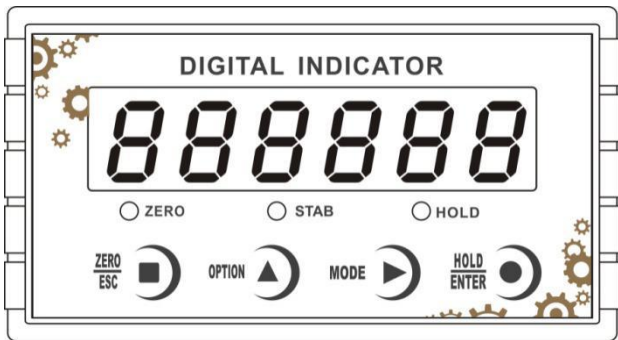 DIGITAL INDICATOR
888888
ZERO STAB HOLD
ZERO
ESC
OPTION
MODE
HOLD
ENTER